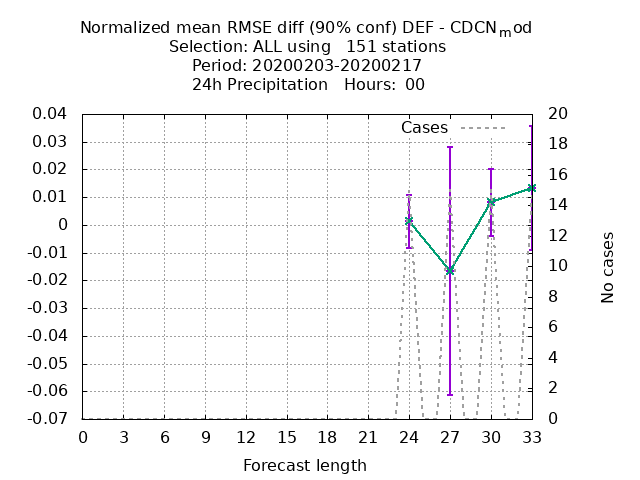 Normalized mean RMSE diff (90% conf) DEF - CDCNmod
Selection: ALL using   151 stations
Period: 20200203-20200217
24h Precipitation   Hours:  00
Cases
0.04
0.03
0.02
0.01
0
-0.01
-0.02
-0.03
-0.04
-0.05
-0.06
-0.07
20
18
16
14
12
10
8
6
4
2
0
No cases
0 3 6 9 12 15 18 21 24 27 30 33
Forecast length